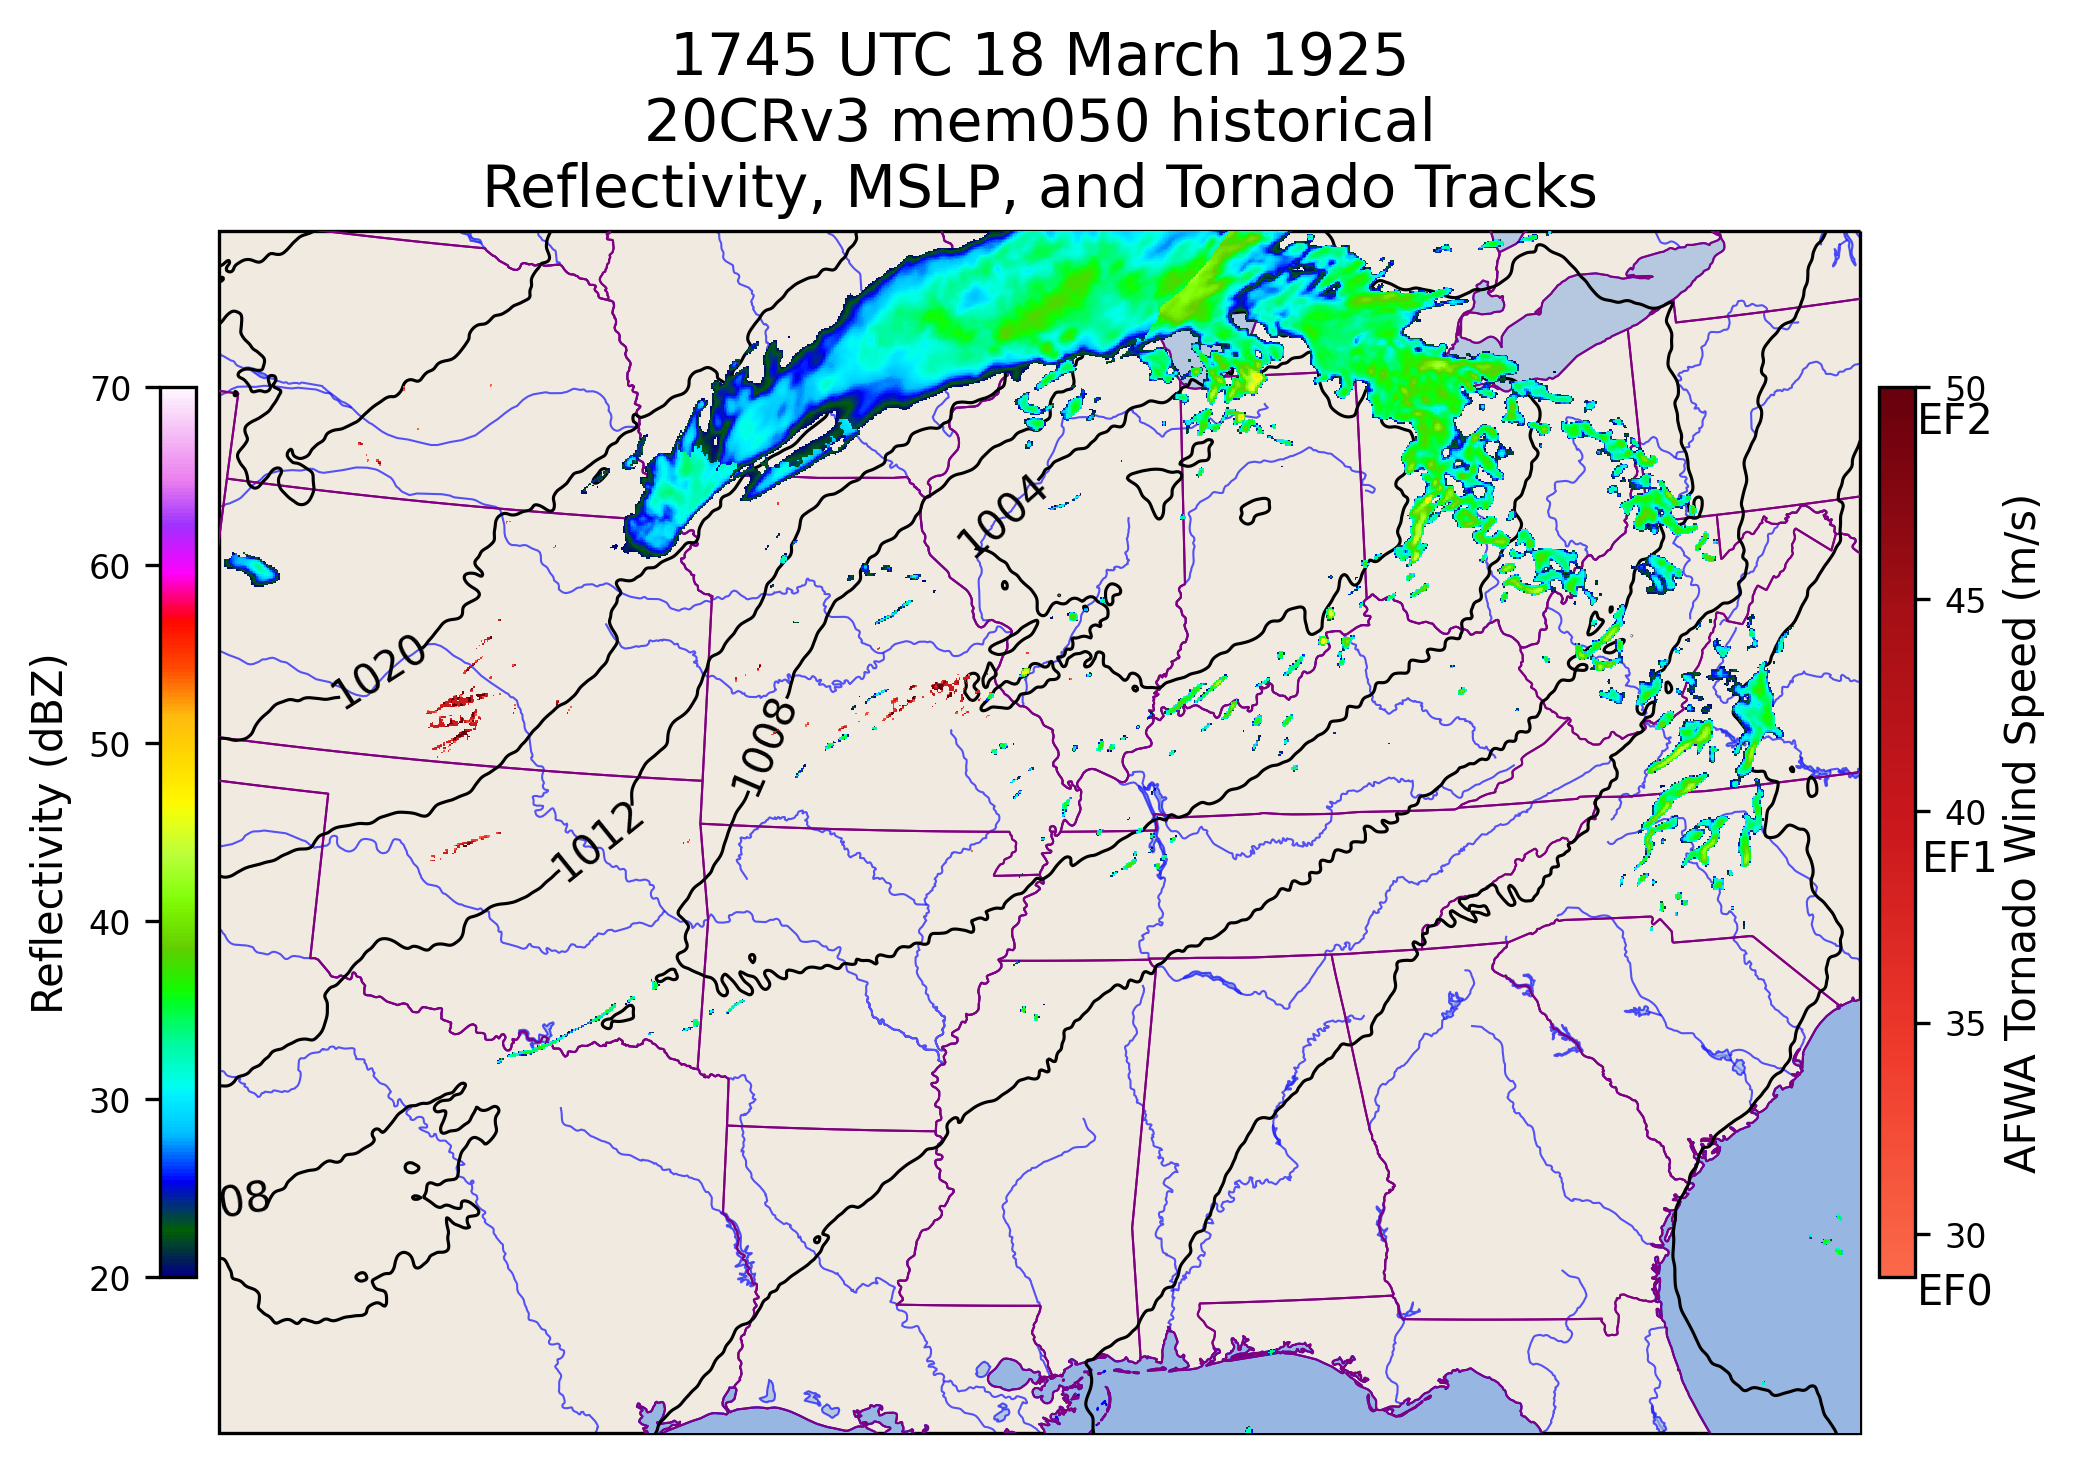 1745 UTC 18 March 1925
20CRv3 mem050 historical
Reflectivity, MSLP, and Tornado Tracks
Reflectivity (dBZ)
70
60
50
40
30
20
1004
1020
1008
1012
08
50
EF2
45
40
EF1
35
30
EF0
AFWA Tornado Wind Speed (m/s)